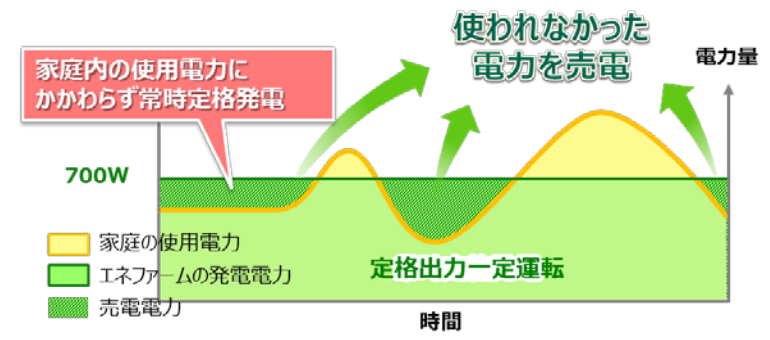 使われなかった
電力を売電
電力量
家庭内の使用電力に
かかわらず常時定格発電
700W
家庭の使用電力
エネファームの発電電力
売電電力
定格出力一定運転
時間